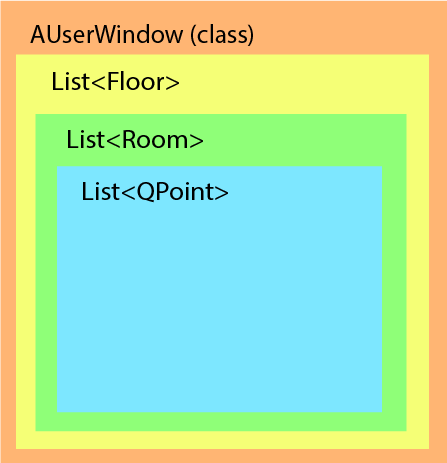 AUserWindow (class)
List<Floor>
List<Room>
List<QPoint>